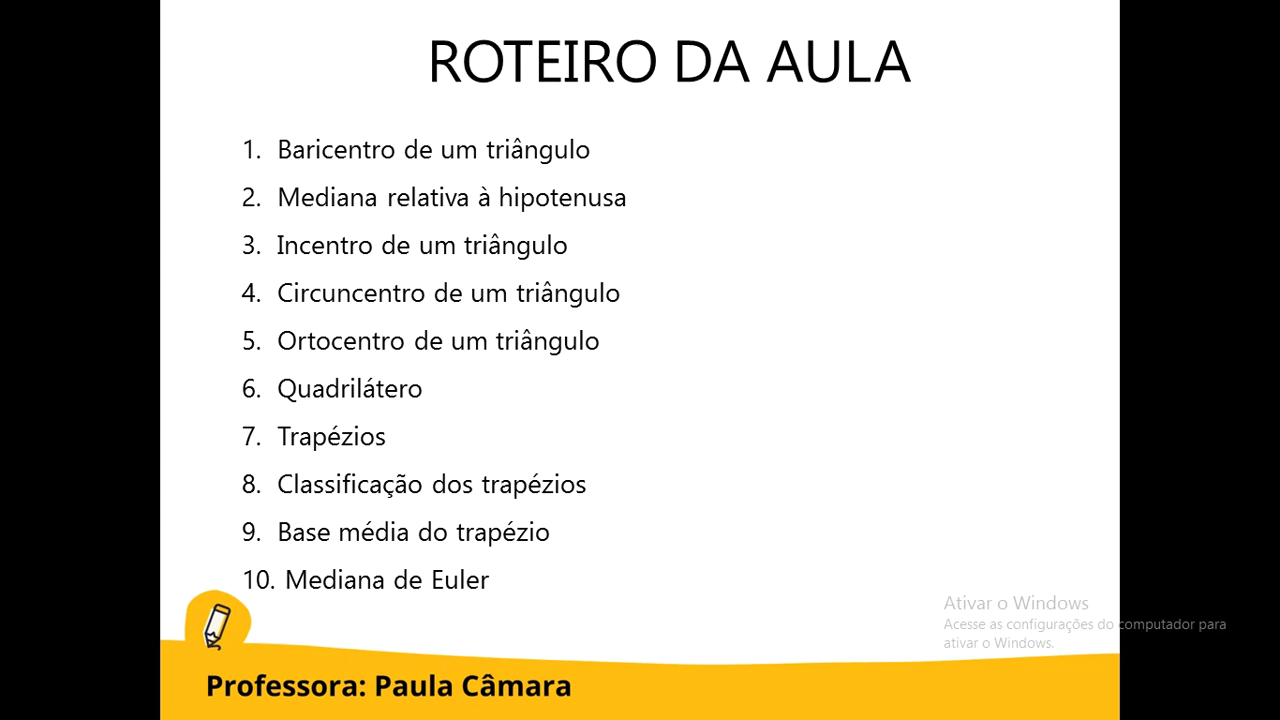 ROTEIRO DA AULA
1. Baricentro de um triângulo
2. Mediana relativa à hipotenusa
3. Incentro de um triângulo
4. Circuncentro de um triângulo
5. Ortocentro de um triângulo
6. Quadrilátero
7. Trapézios
8. Classificação dos trapézios
9. Base média do trapézio
10. Mediana de Euler
Ativar o Windows
Acesse as configurações do computador para
ativar o Windows.
Professora: Paula Câmara